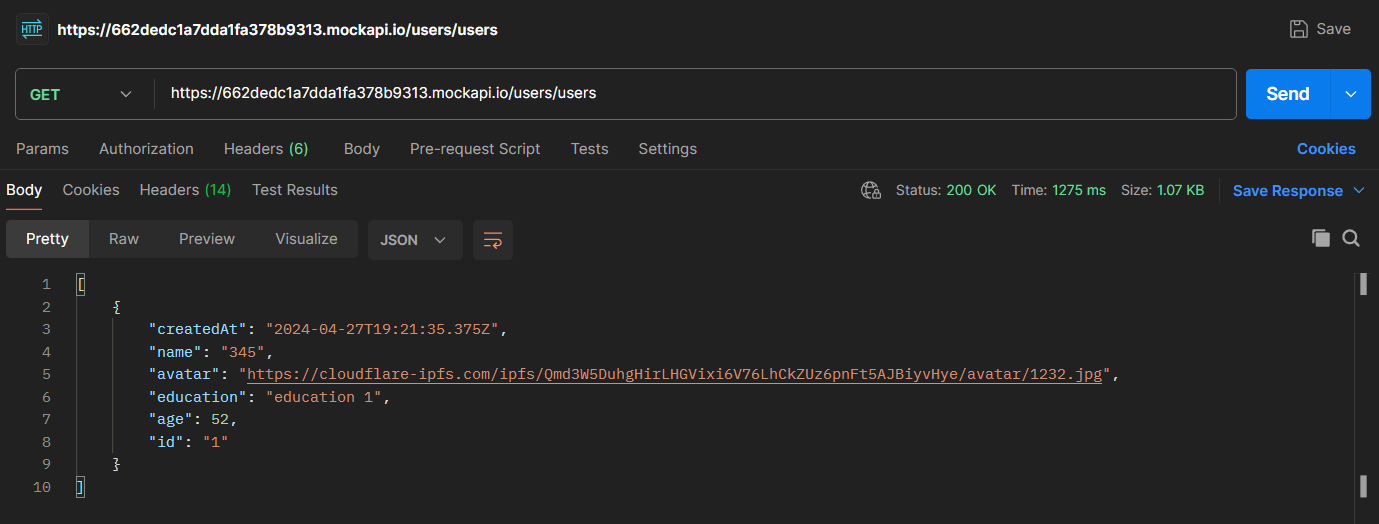 HTTP https://662dedc1a7dda1fa378b9313.mockapi.io/users/users Save
GET https://662dedc1a7dda1fa378b9313.mockapi.io/users/users Send
Params Authorization Headers (6) Body Pre-request Script Tests Settings Cookies
Body Cookies Headers (14) Test Results Status: 200 OK Time: 1275 ms Size: 1.07 KB Save Response
Pretty Raw Preview Visualize JSON
1 [
2 {
3 "createdAt": "2024-04-27T19:21:35.375Z",
4 "name": "345",
5 "avatar": "https://cloudflare-ipfs.com/ipfs/Qmd3W5DuhgHirLHGVixi6V76LhCkZUz6pnFt5AJBiyvHye/avatar/1232.jpg",
6 "education": "education 1",
7 "age": 52,
8 "id": "1"
9 }
10 ]